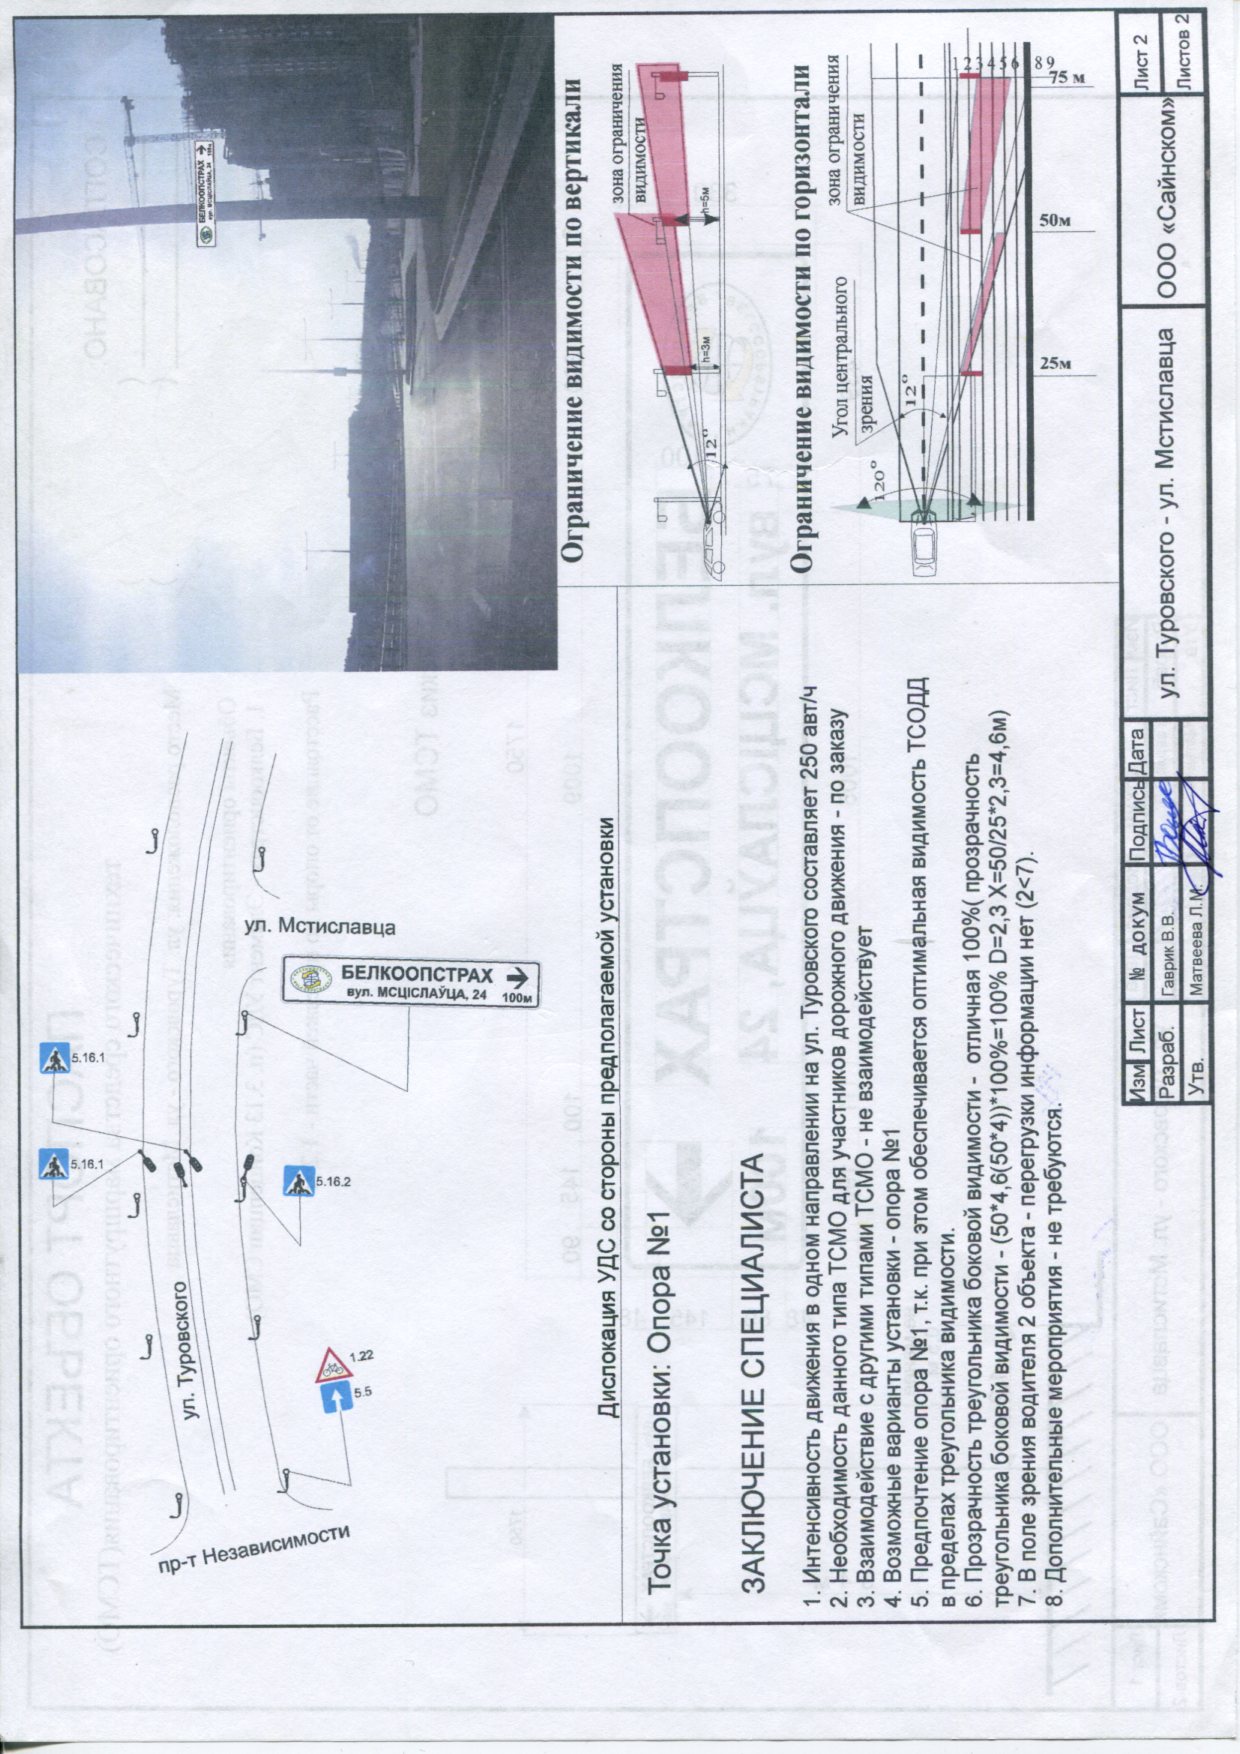 5.16.1
5.16.1
ул. Туровского
5.16.2
1.22
5.5
ул. Мстиславца
пр-т Независимости
БЕЛКООПСТРАХ
вул. МСЦІСЛАЎЦА, 24 100м
Дислокация УДС со стороны предполагаемой установки
БЕЛКООПСТРАХ
вул. МСЦІСЛАЎЦА, 24 100м
Ограничение видимости по вертикали
зона ограничения
видимости
12°
h=3м
h=5м
Ограничение видимости по горизонтали
Угол центрального
зрения
зона ограничения
видимости
120°
12°
1 2 3 4 5 6 8 9
25м
50м
75 м
Точка установки: Опора №1
ЗАКЛЮЧЕНИЕ СПЕЦИАЛИСТА
1. Интенсивность движения в одном направлении на ул. Туровского составляет 250 авт/ч
2. Необходимость данного типа ТСМО для участников дорожного движения - по заказу
3. Взаимодействие с другими типами ТСМО - не взаимодействует
4. Возможные варианты установки - опора №1
5. Предпочтение опора №1, т.к. при этом обеспечивается оптимальная видимость ТСОДД
в пределах треугольника видимости.
6. Прозрачность треугольника боковой видимости - отличная 100%( прозрачность
треугольника боковой видимости - (50*4,6(50*4))*100%=100% D=2,3 X=50/25*2,3=4,6м)
7. В поле зрения водителя 2 объекта - перегрузки информации нет (2<7).
8. Дополнительные мероприятия - не требуются.
Изм Лист № докум Подпись Дата
Разраб. Гаврик В.В.
Утв. Матвеева Л.М.
ул. Туровского - ул. Мстиславца
ООО «Сайнском»
Лист 2
Листов 2